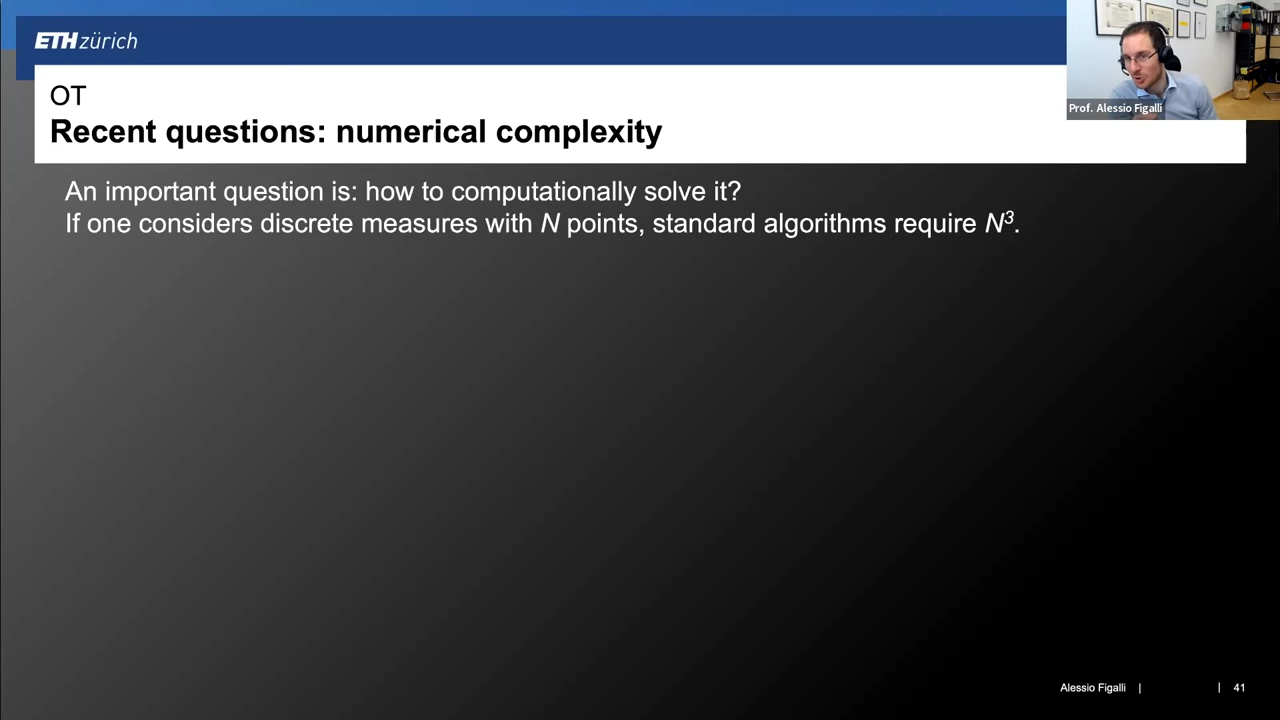 ETH zürich
OT
Recent questions: numerical complexity
Prof. Alessio Figalli
An important question is: how to computationally solve it?
If one considers discrete measures with N points, standard algorithms require N³.
Alessio Figalli | | 41